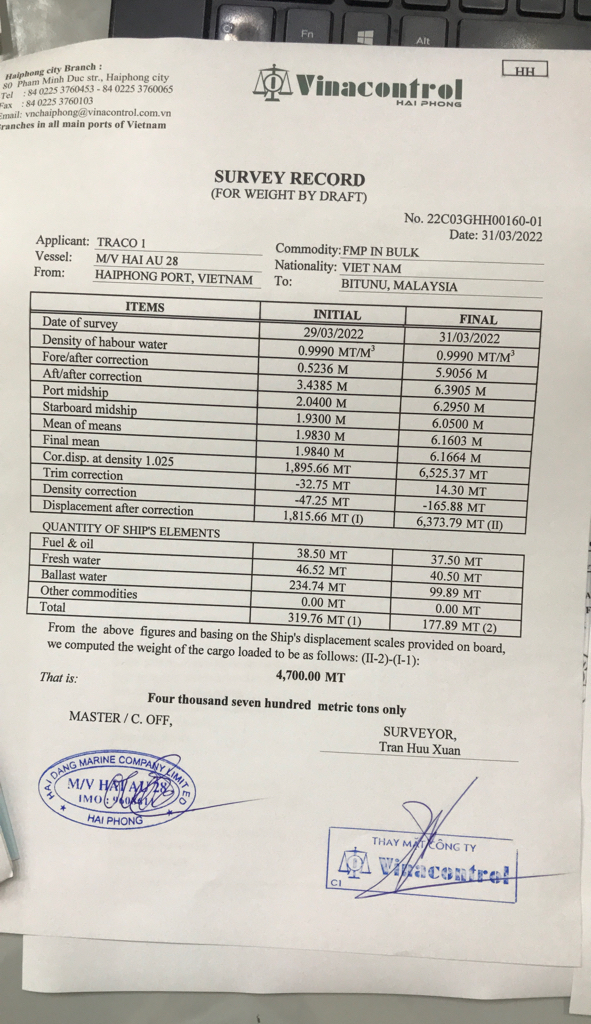 Fn
Alt
Haiphong city Branch :
80 Pham Minh Duc str., Haiphong city
Tel : 84 0225 3760453 - 84 0225 3760065
Fax : 84 0225 3760103
Email: vnchaiphong@vinacontrol.com.vn
ranches in all main ports of Vietnam
Vinacontrol
HAI PHONG
HH
SURVEY RECORD
(FOR WEIGHT BY DRAFT)
No. 22C03GHH00160-01
Date: 31/03/2022
Applicant: TRACO 1 Commodity: FMP IN BULK
Vessel: M/V HAI AU 28 Nationality: VIET NAM
From: HAIPHONG PORT, VIETNAM To: BITUNU, MALAYSIA
ITEMS INITIAL FINAL
Date of survey 29/03/2022 31/03/2022
Density of habour water 0.9990 MT/M³ 0.9990 MT/M³
Fore/after correction 0.5236 M 5.9056 M
Aft/after correction 3.4385 M 6.3905 M
Port midship 2.0400 M 6.2950 M
Starboard midship 1.9300 M 6.0500 M
Mean of means 1.9830 M 6.1603 M
Final mean 1.9840 M 6.1664 M
Cor.disp. at density 1.025 1,895.66 MT 6,525.37 MT
Trim correction -32.75 MT 14.30 MT
Density correction -47.25 MT -165.88 MT
Displacement after correction 1,815.66 MT (I) 6,373.79 MT (II)
QUANTITY OF SHIP'S ELEMENTS
Fuel & oil 38.50 MT 37.50 MT
Fresh water 46.52 MT 40.50 MT
Ballast water 234.74 MT 99.89 MT
Other commodities 0.00 MT 0.00 MT
Total 319.76 MT (1) 177.89 MT (2)
From the above figures and basing on the Ship's displacement scales provided on board,
we computed the weight of the cargo loaded to be as follows: (II-2)-(I-1):
That is: 4,700.00 MT
Four thousand seven hundred metric tons only
MASTER / C. OFF,
SURVEYOR,
Tran Huu Xuan
HAI DANG MARINE COMPANY LIMITED
M/V HAI AU 28
IMO :
HAI PHONG
THAY MẶT CÔNG TY
Vinacontrol
C1